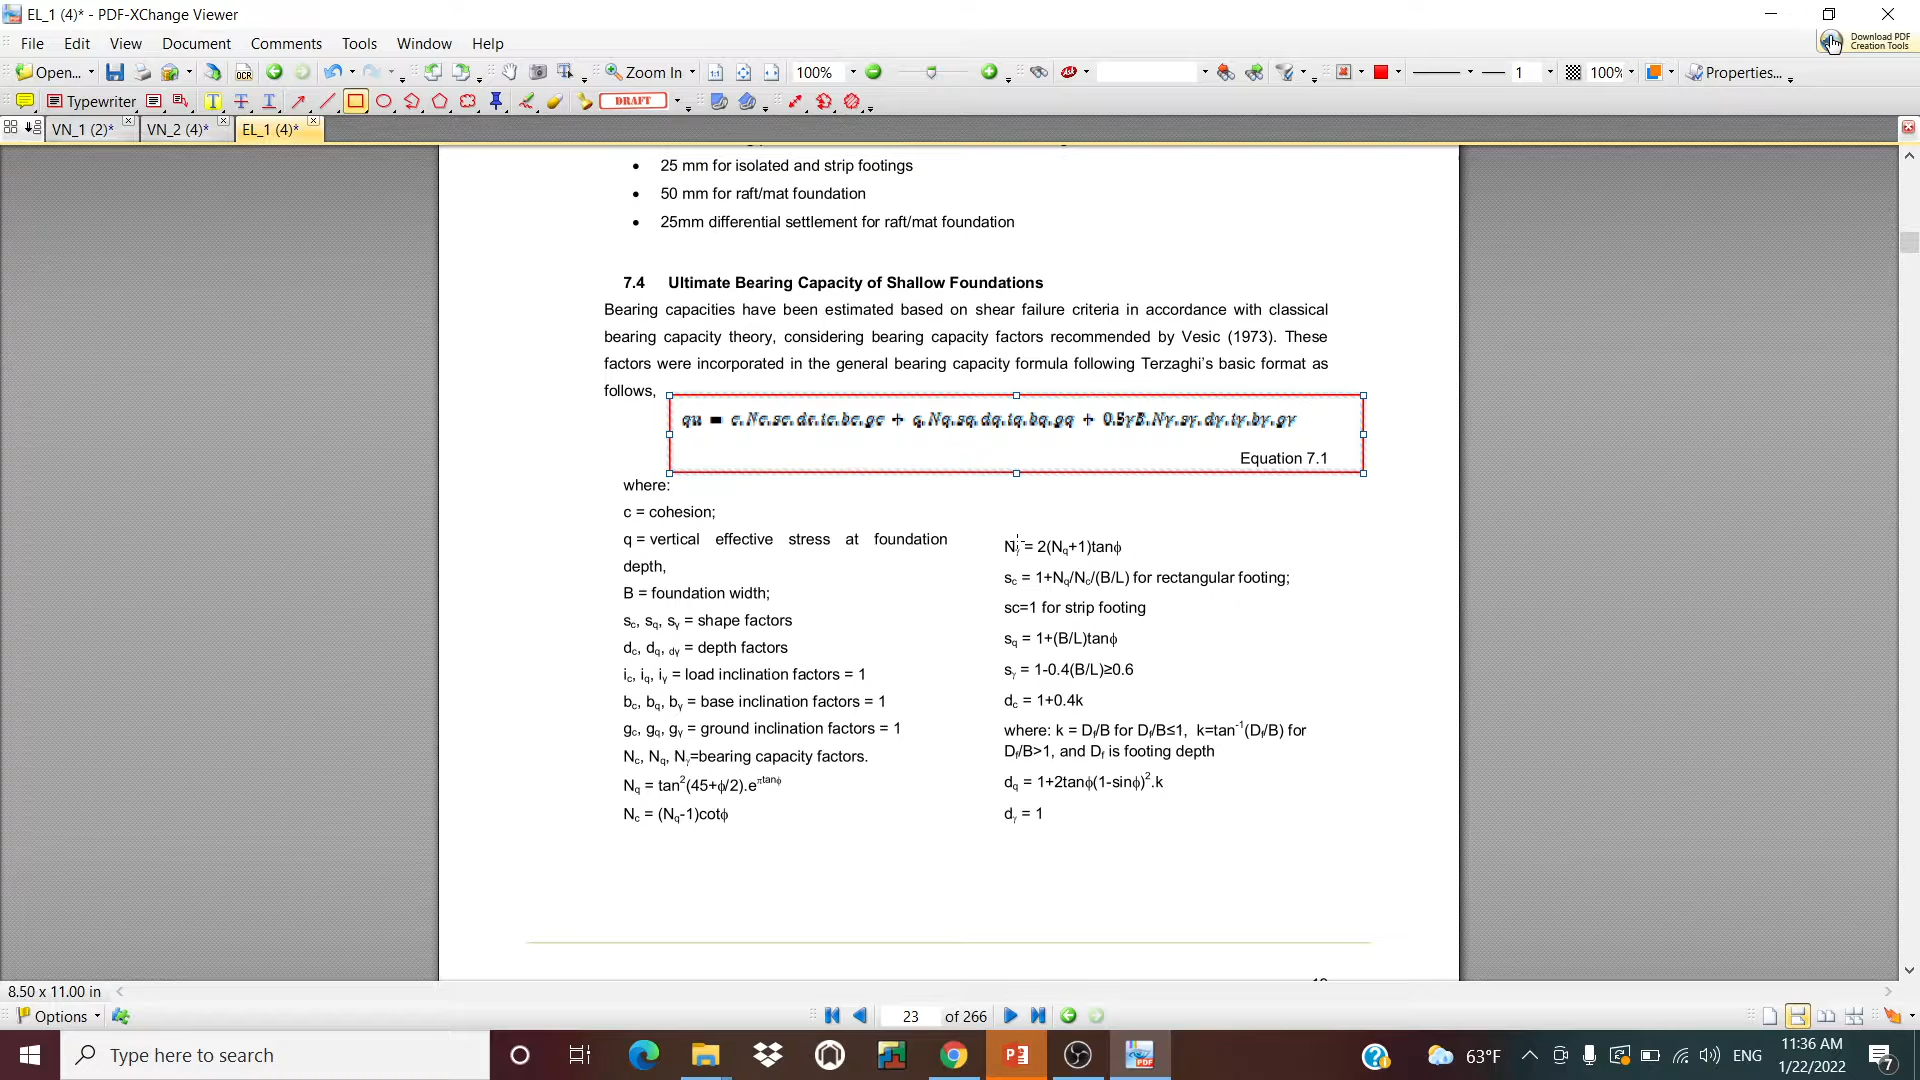 EL_1 (4)* - PDF-XChange Viewer
File Edit View Document Comments Tools Window Help
Download PDF
Creation Tools
Open... OCR Zoom In 100% 1 100% Properties...
Typewriter DRAFT
VN_1 (2)* VN_2 (4)* EL_1 (4)*
• 25 mm for isolated and strip footings
• 50 mm for raft/mat foundation
• 25mm differential settlement for raft/mat foundation
7.4 Ultimate Bearing Capacity of Shallow Foundations
Bearing capacities have been estimated based on shear failure criteria in accordance with classical
bearing capacity theory, considering bearing capacity factors recommended by Vesic (1973). These
factors were incorporated in the general bearing capacity formula following Terzaghi's basic format as
follows,
qu = c.Nc.sc.dc.ic.bc.gc + q.Nq.sq.dq.iq.bq.gq + 0.5γB.Nγ.sγ.dγ.iγ.bγ.gγ
Equation 7.1
where:
c = cohesion;
q = vertical effective stress at foundation
depth,
B = foundation width;
sc, sq, sγ = shape factors
dc, dq, dγ = depth factors
ic, iq, iγ = load inclination factors = 1
bc, bq, bγ = base inclination factors = 1
gc, gq, gγ = ground inclination factors = 1
Nc, Nq, Nγ=bearing capacity factors.
Nq = tan²(45+ϕ/2).e^πtanϕ
Nc = (Nq-1)cotϕ
Nγ = 2(Nq+1)tanϕ
sc = 1+Nq/Nc/(B/L) for rectangular footing;
sc=1 for strip footing
sq = 1+(B/L)tanϕ
sγ = 1-0.4(B/L)≥0.6
dc = 1+0.4k
where: k = Df/B for Df/B≤1, k=tan⁻¹(Df/B) for
Df/B>1, and Df is footing depth
dq = 1+2tanϕ(1-sinϕ)².k
dγ = 1
8.50 x 11.00 in
Options 23 of 266
Type here to search 63°F ENG 11:36 AM
1/22/2022 7